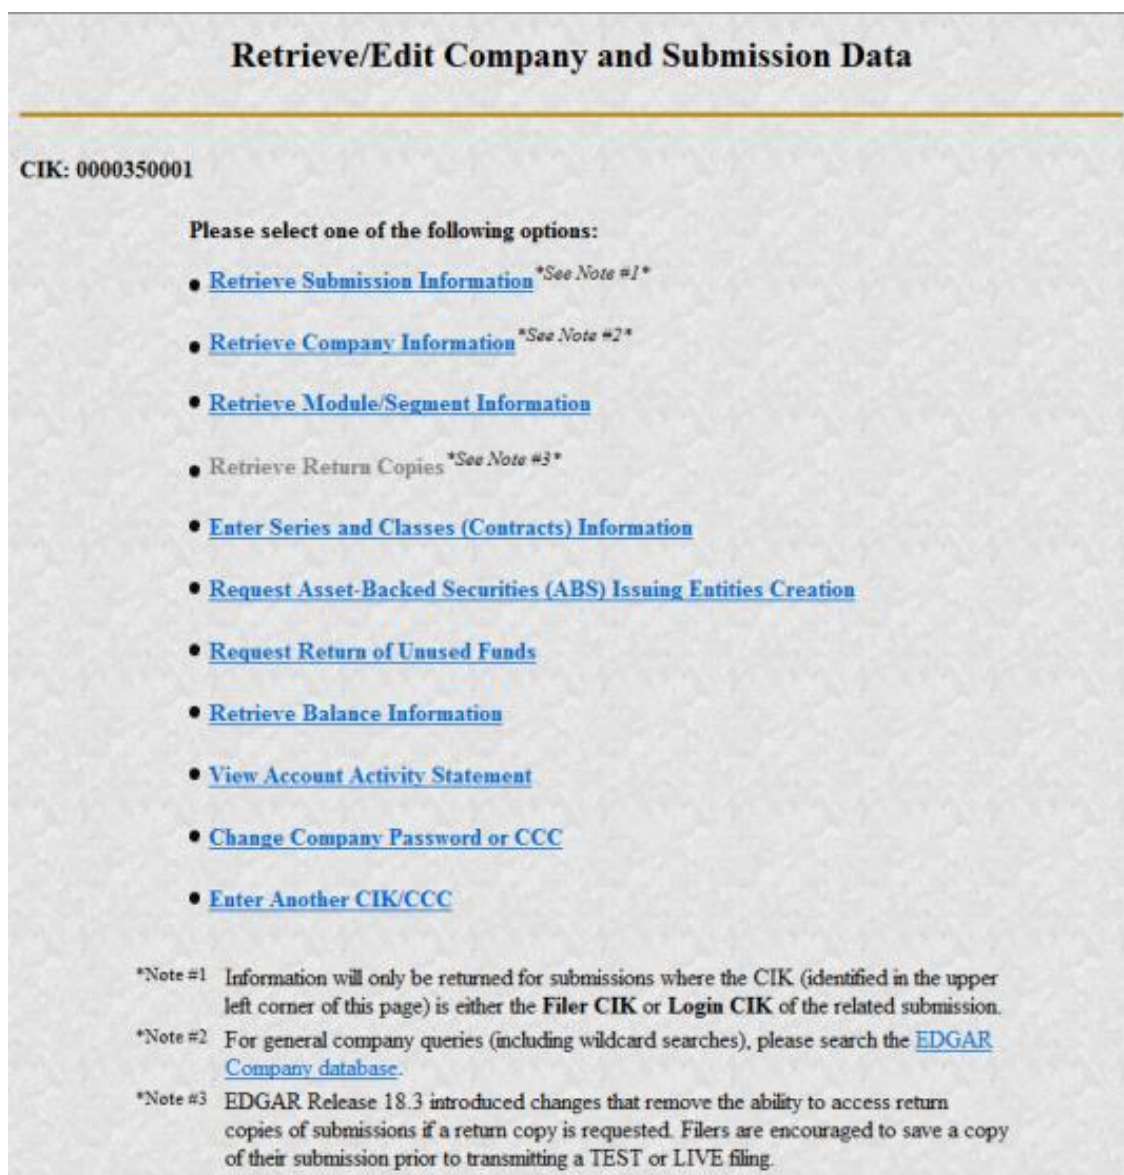 Retrieve/Edit Company and Submission Data
CIK: 0000350001
Please select one of the following options:
Retrieve Submission Information *See Note #1*
Retrieve Company Information *See Note #2*
Retrieve Module/Segment Information
Retrieve Return Copies *See Note #3*
Enter Series and Classes (Contracts) Information
Request Asset-Backed Securities (ABS) Issuing Entities Creation
Request Return of Unused Funds
Retrieve Balance Information
View Account Activity Statement
Change Company Password or CCC
Enter Another CIK/CCC
*Note #1 Information will only be returned for submissions where the CIK (identified in the upper
left corner of this page) is either the Filer CIK or Login CIK of the related submission.
*Note #2 For general company queries (including wildcard searches), please search the EDGAR
Company database.
*Note #3 EDGAR Release 18.3 introduced changes that remove the ability to access return
copies of submissions if a return copy is requested. Filers are encouraged to save a copy
of their submission prior to transmitting a TEST or LIVE filing.